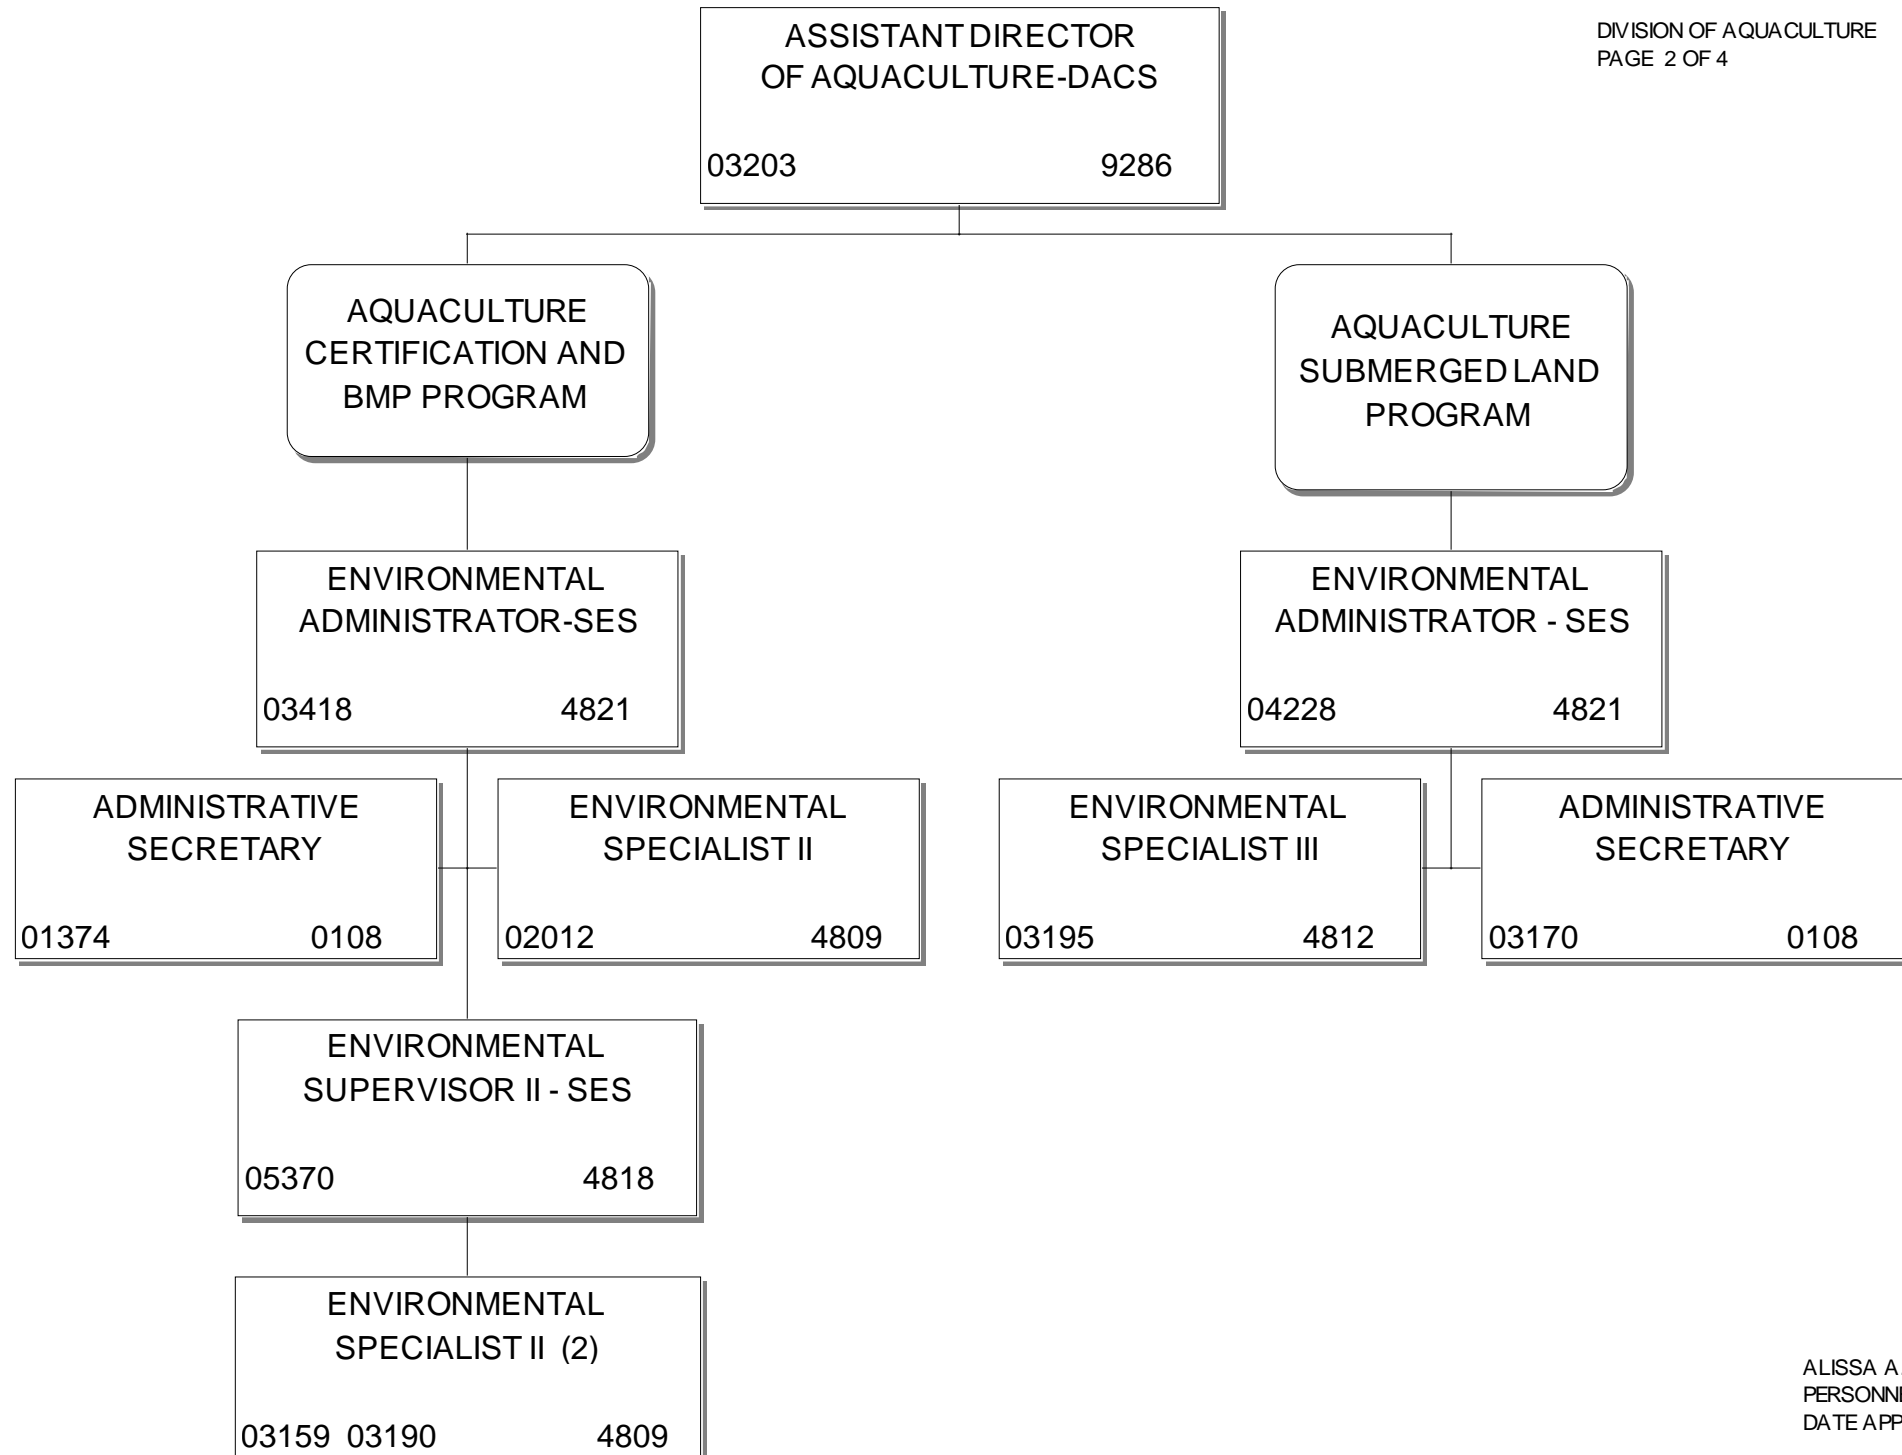 DIVISION OF AQUACULTURE
PAGE 2 OF 4
ASSISTANT DIRECTOR
OF AQUACULTURE-DACS
03203 9286
AQUACULTURE
CERTIFICATION AND
BMP PROGRAM
AQUACULTURE
SUBMERGED LAND
PROGRAM
ENVIRONMENTAL
ADMINISTRATOR-SES
03418 4821
ENVIRONMENTAL
ADMINISTRATOR - SES
04228 4821
ADMINISTRATIVE
SECRETARY
01374 0108
ENVIRONMENTAL
SPECIALIST II
02012 4809
ENVIRONMENTAL
SPECIALIST III
03195 4812
ADMINISTRATIVE
SECRETARY
03170 0108
ENVIRONMENTAL
SUPERVISOR II - SES
05370 4818
ENVIRONMENTAL
SPECIALIST II (2)
03159 03190 4809
ALISSA A
DATE